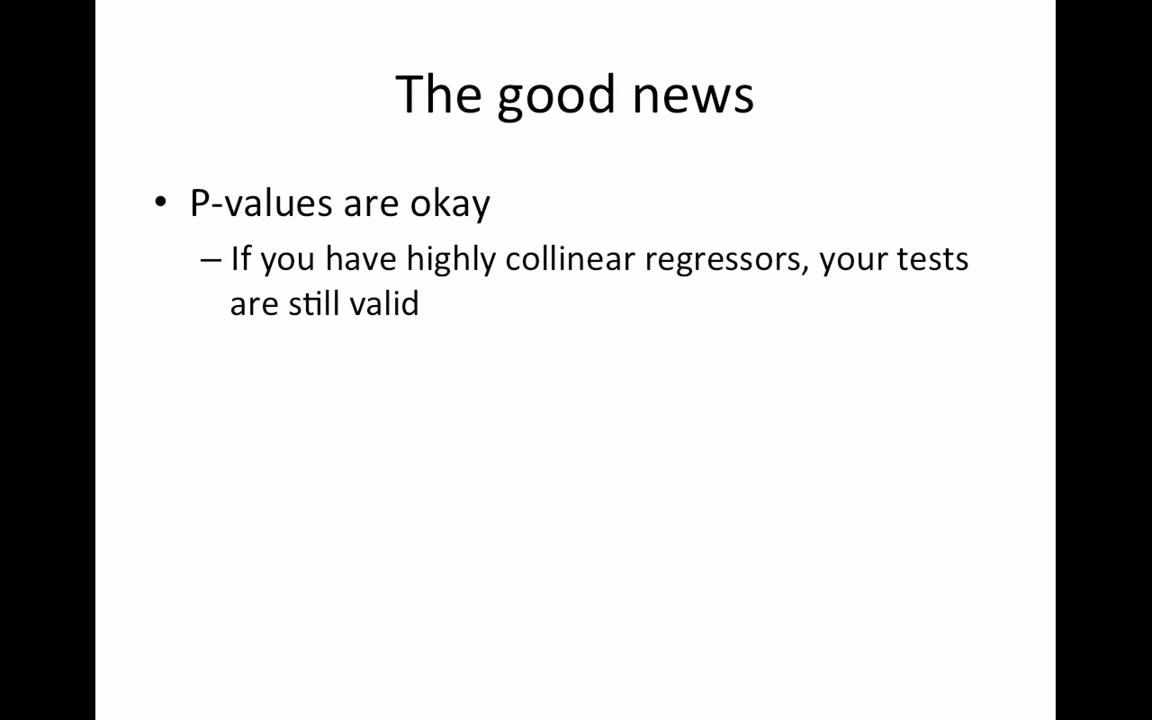 The good news
• P-values are okay
– If you have highly collinear regressors, your tests
are still valid